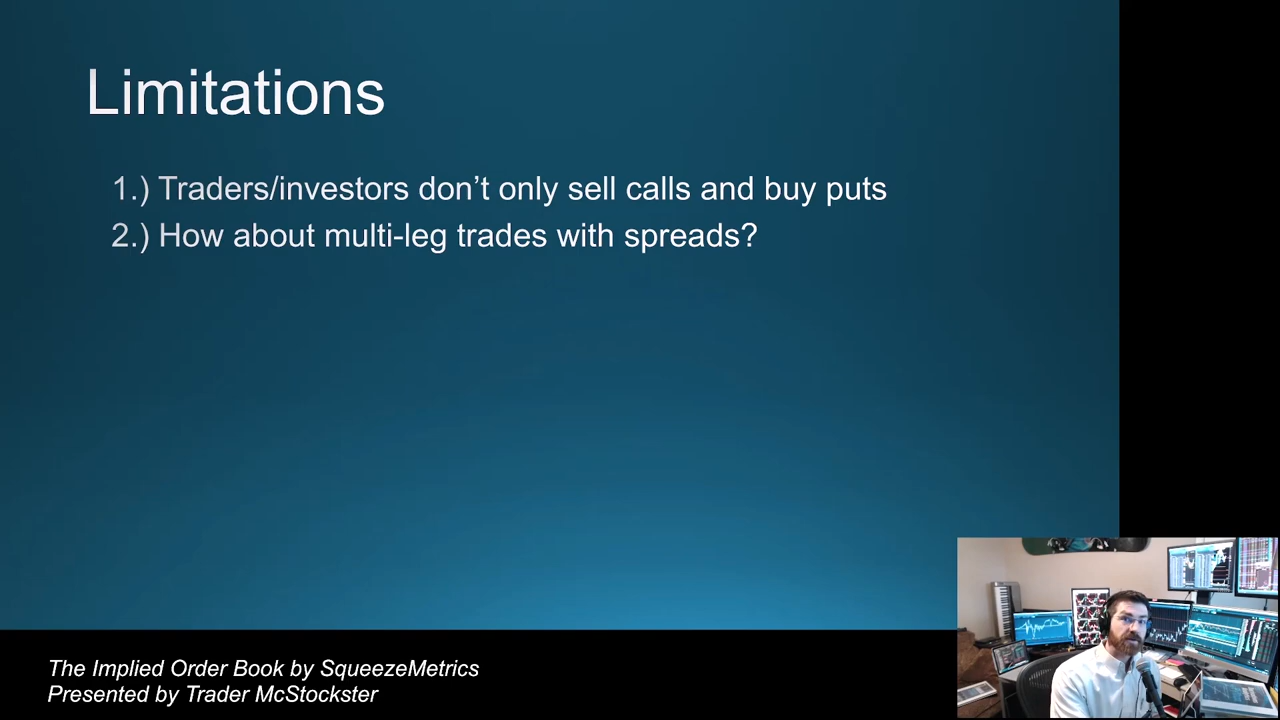 Limitations
1.) Traders/investors don’t only sell calls and buy puts
2.) How about multi-leg trades with spreads?
The Implied Order Book by SqueezeMetrics
Presented by Trader McStockster